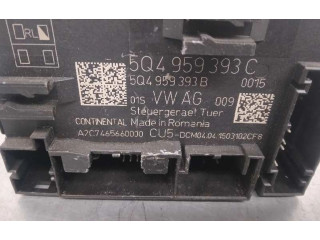 RL
5Q4 959 393 C
5Q4 959 393 B 0015
01S VW AG 009
Steuergeraet Tuer
CONTINENTAL Made in Romania
A2C7465660000 CU5-DCM04.04.1503102CF8